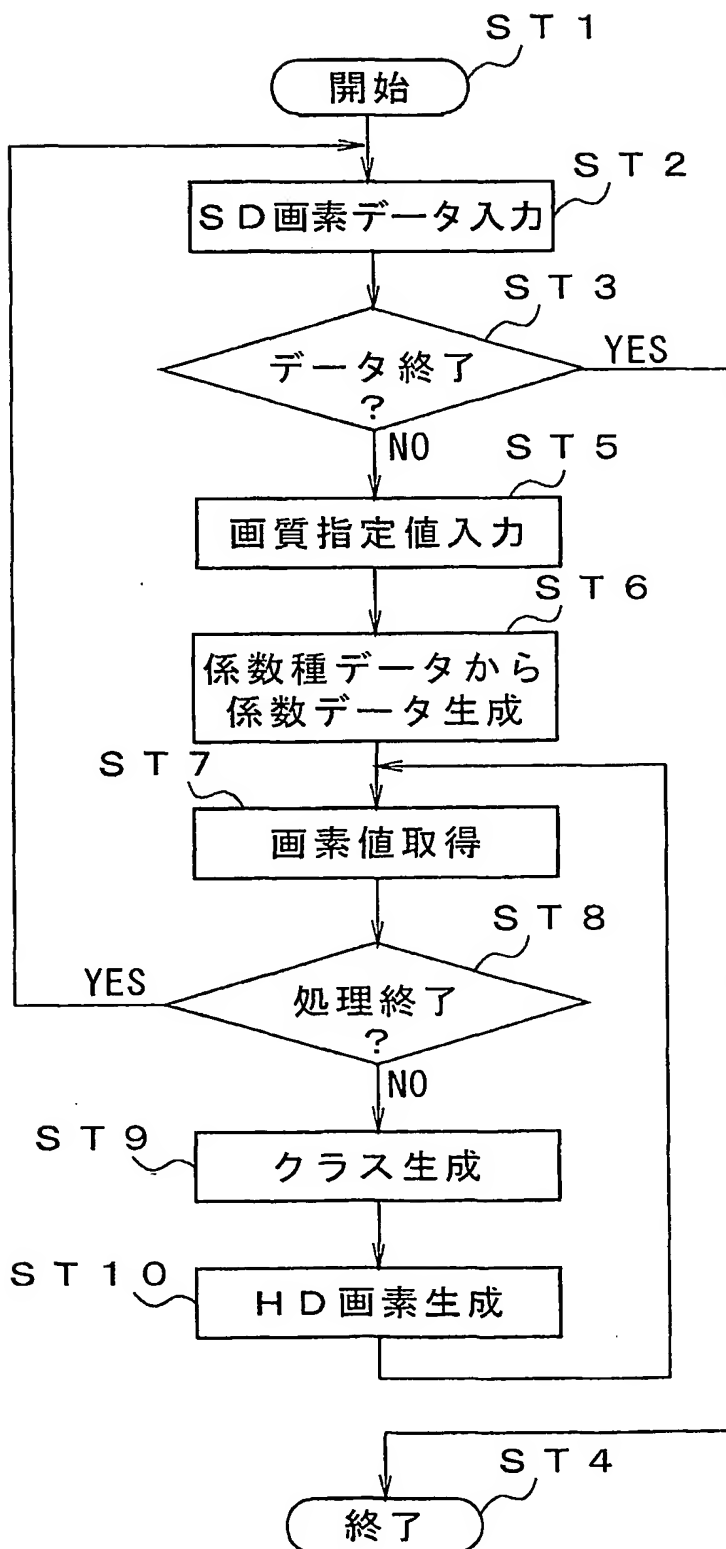 ST1
開始
ST2
SD画素データ入力
ST3
データ終了
?
YES
NO
ST5
画質指定値入力
ST6
係数種データから
係数データ生成
ST7
画素値取得
ST8
処理終了
?
YES
NO
ST9
クラス生成
ST10
HD画素生成
ST4
終了